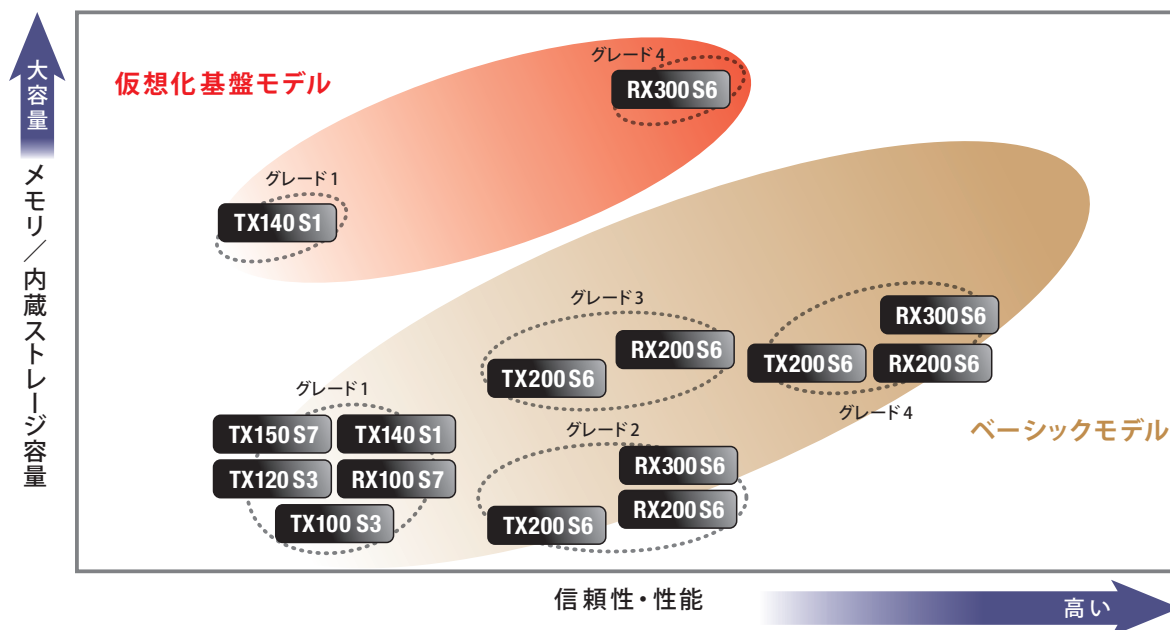 大容量
メモリ／内蔵ストレージ容量
仮想化基盤モデル
グレード4
RX300 S6
グレード1
TX140 S1
グレード3
RX200 S6
TX200 S6
RX300 S6
TX200 S6
RX200 S6
グレード4
ベーシックモデル
グレード1
TX150 S7
TX140 S1
TX120 S3
RX100 S7
TX100 S3
グレード2
RX300 S6
RX200 S6
TX200 S6
信頼性・性能
高い